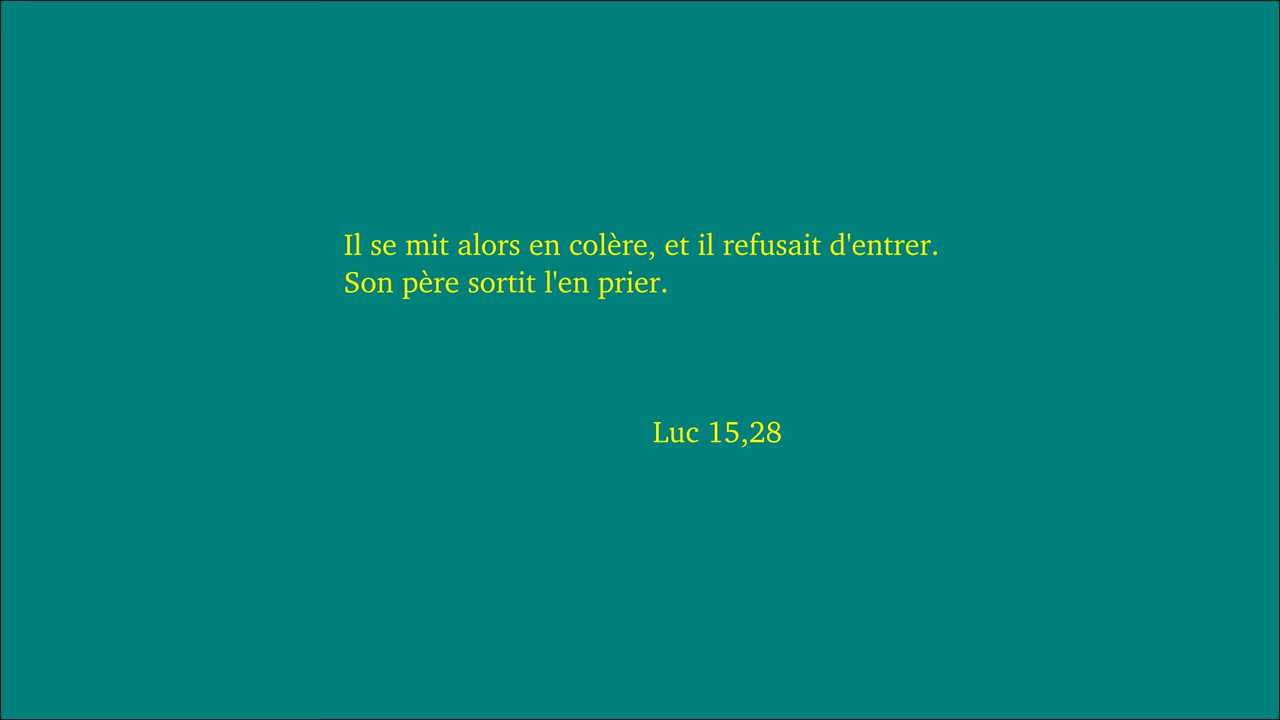 Il se mit alors en colère, et il refusait d'entrer.
Son père sortit l'en prier.
Luc 15,28